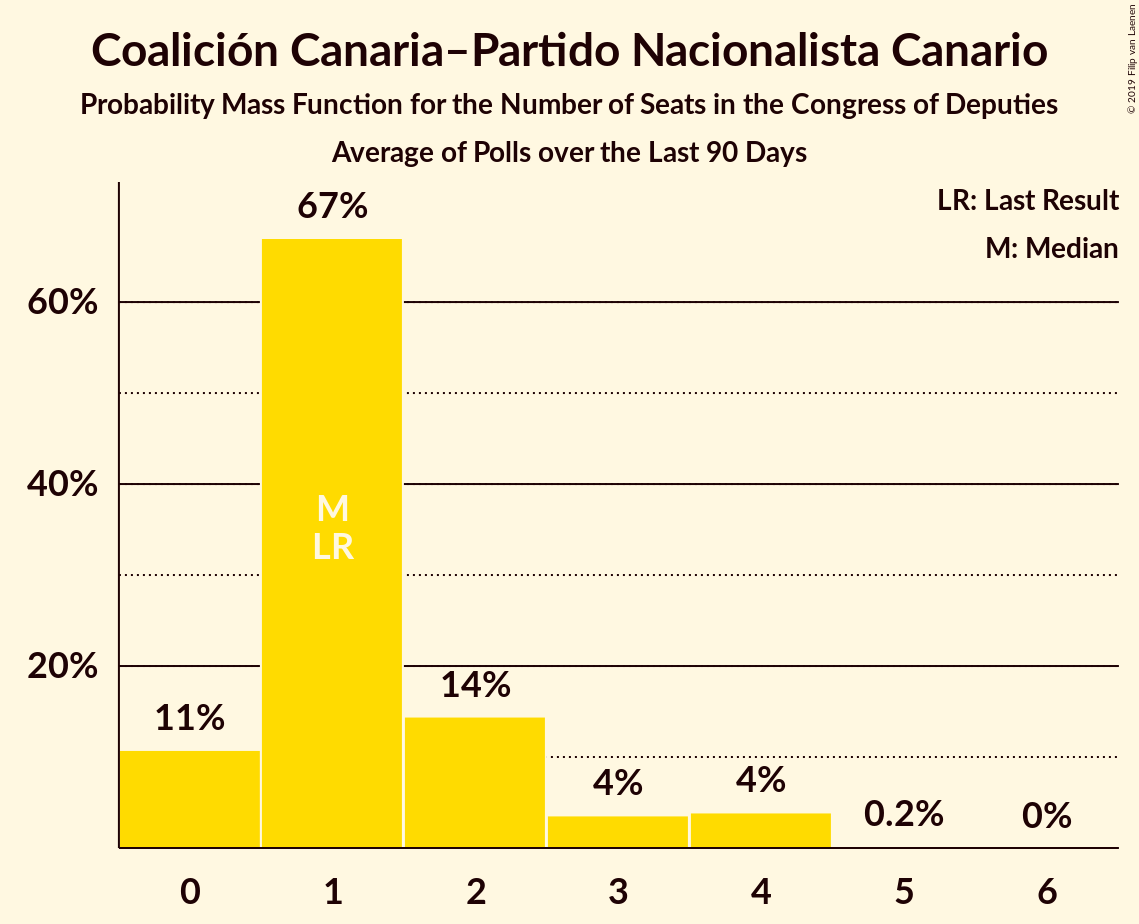 Coalición Canaria–Partido Nacionalista Canario
Probability Mass Function for the Number of Seats in the Congress of Deputies
Average of Polls over the Last 90 Days
© 2019 Filip van Laenen
LR: Last Result
M: Median
67%
60%
40%
M
LR
20%
14%
11%
4%
4%
0.2%
0%
0 1 2 3 4 5 6